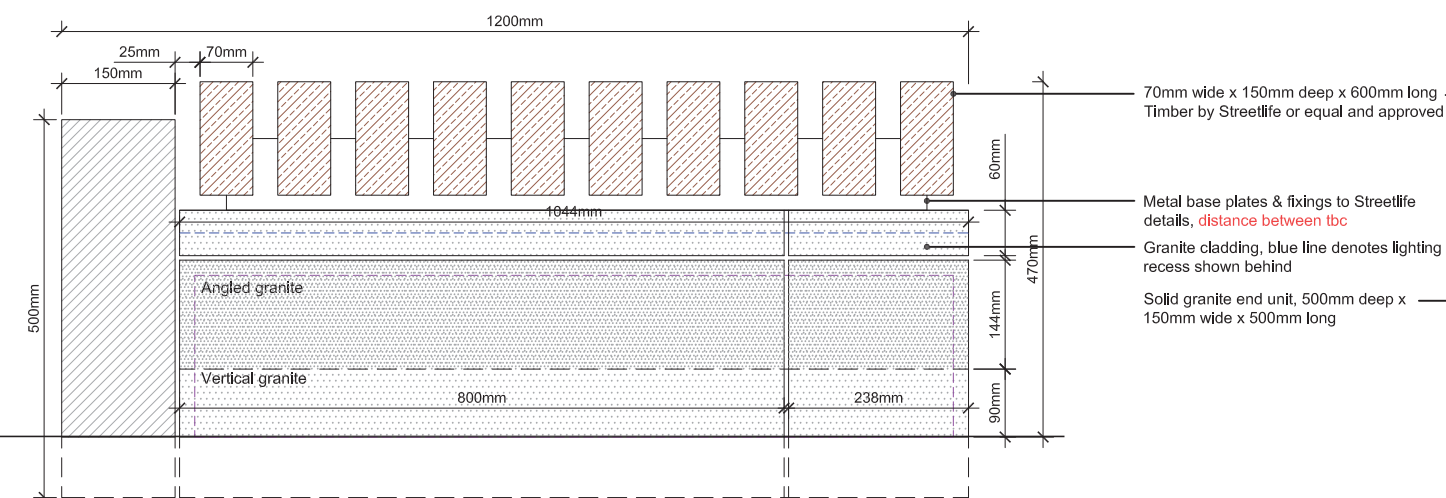 1200mm
25mm
70mm
150mm
70mm wide x 150mm deep x 600mm long
Timber by Streetlife or equal and approved
60mm
Metal base plates & fixings to Streetlife
details, distance between tbc
1044mm
Granite cladding, blue line denotes lighting
recess shown behind
470mm
Angled granite
Solid granite end unit, 500mm deep x
150mm wide x 500mm long
500mm
144mm
Vertical granite
800mm
238mm
90mm